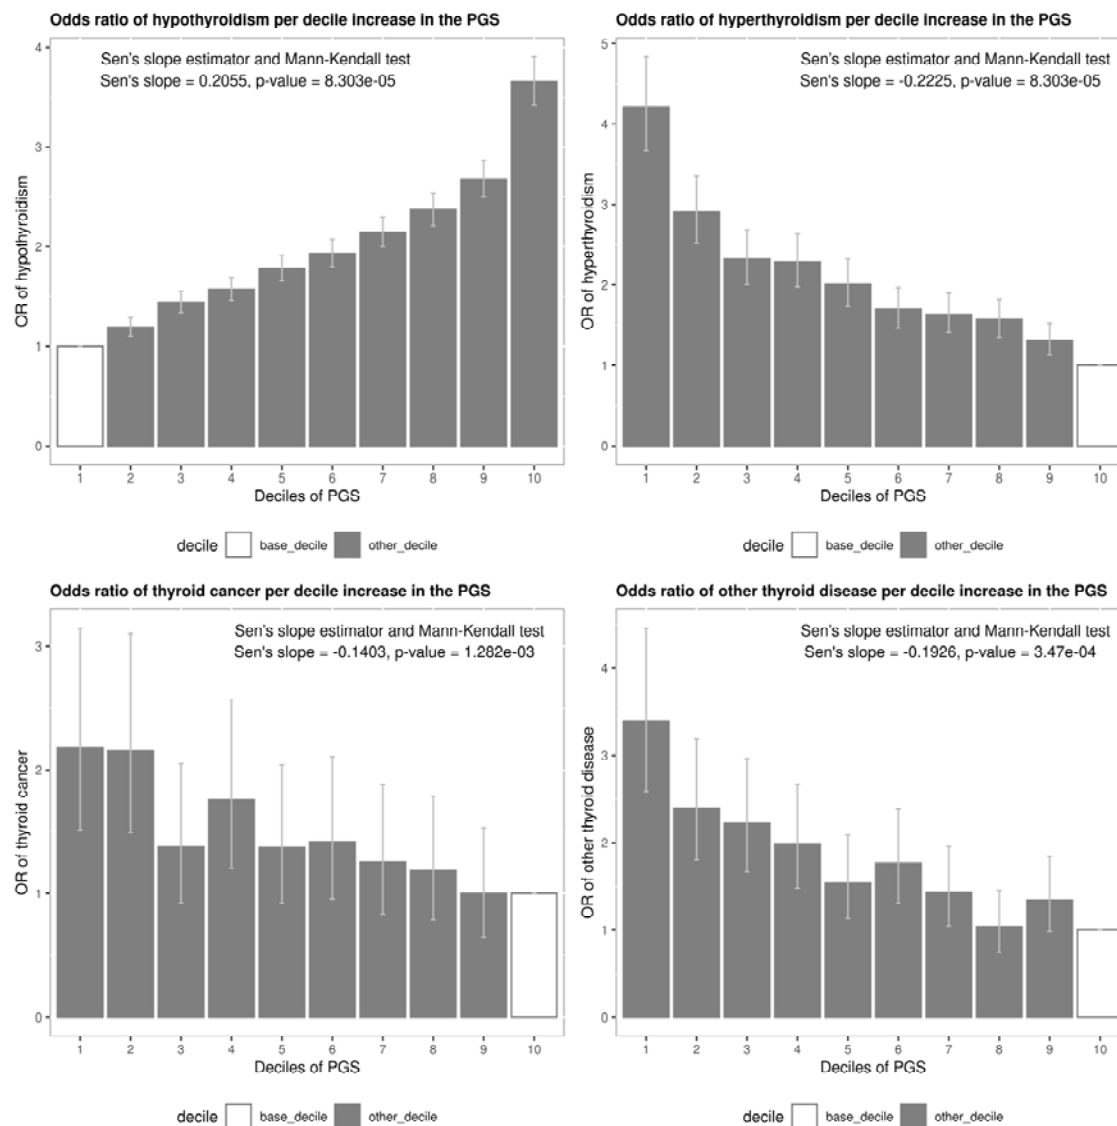 Odds ratio of hypothyroidism per decile increase in the PGS
Sen's slope estimator and Mann-Kendall test
Sen's slope = 0.2055, p-value = 8.303e-05
OR of hypothyroidism
4
3
2
1
0
1 2 3 4 5 6 7 8 9 10
Deciles of PGS
decile base_decile other_decile
Odds ratio of hyperthyroidism per decile increase in the PGS
Sen's slope estimator and Mann-Kendall test
Sen's slope = -0.2225, p-value = 8.303e-05
OR of hyperthyroidism
5
4
3
2
1
0
1 2 3 4 5 6 7 8 9 10
Deciles of PGS
decile base_decile other_decile
Odds ratio of thyroid cancer per decile increase in the PGS
Sen's slope estimator and Mann-Kendall test
Sen's slope = -0.1403, p-value = 1.282e-03
OR of thyroid cancer
3
2
1
0
1 2 3 4 5 6 7 8 9 10
Deciles of PGS
decile base_decile other_decile
Odds ratio of other thyroid disease per decile increase in the PGS
Sen's slope estimator and Mann-Kendall test
Sen's slope = -0.1926, p-value = 3.47e-04
OR of other thyroid disease
4
3
2
1
0
1 2 3 4 5 6 7 8 9 10
Deciles of PGS
decile base_decile other_decile